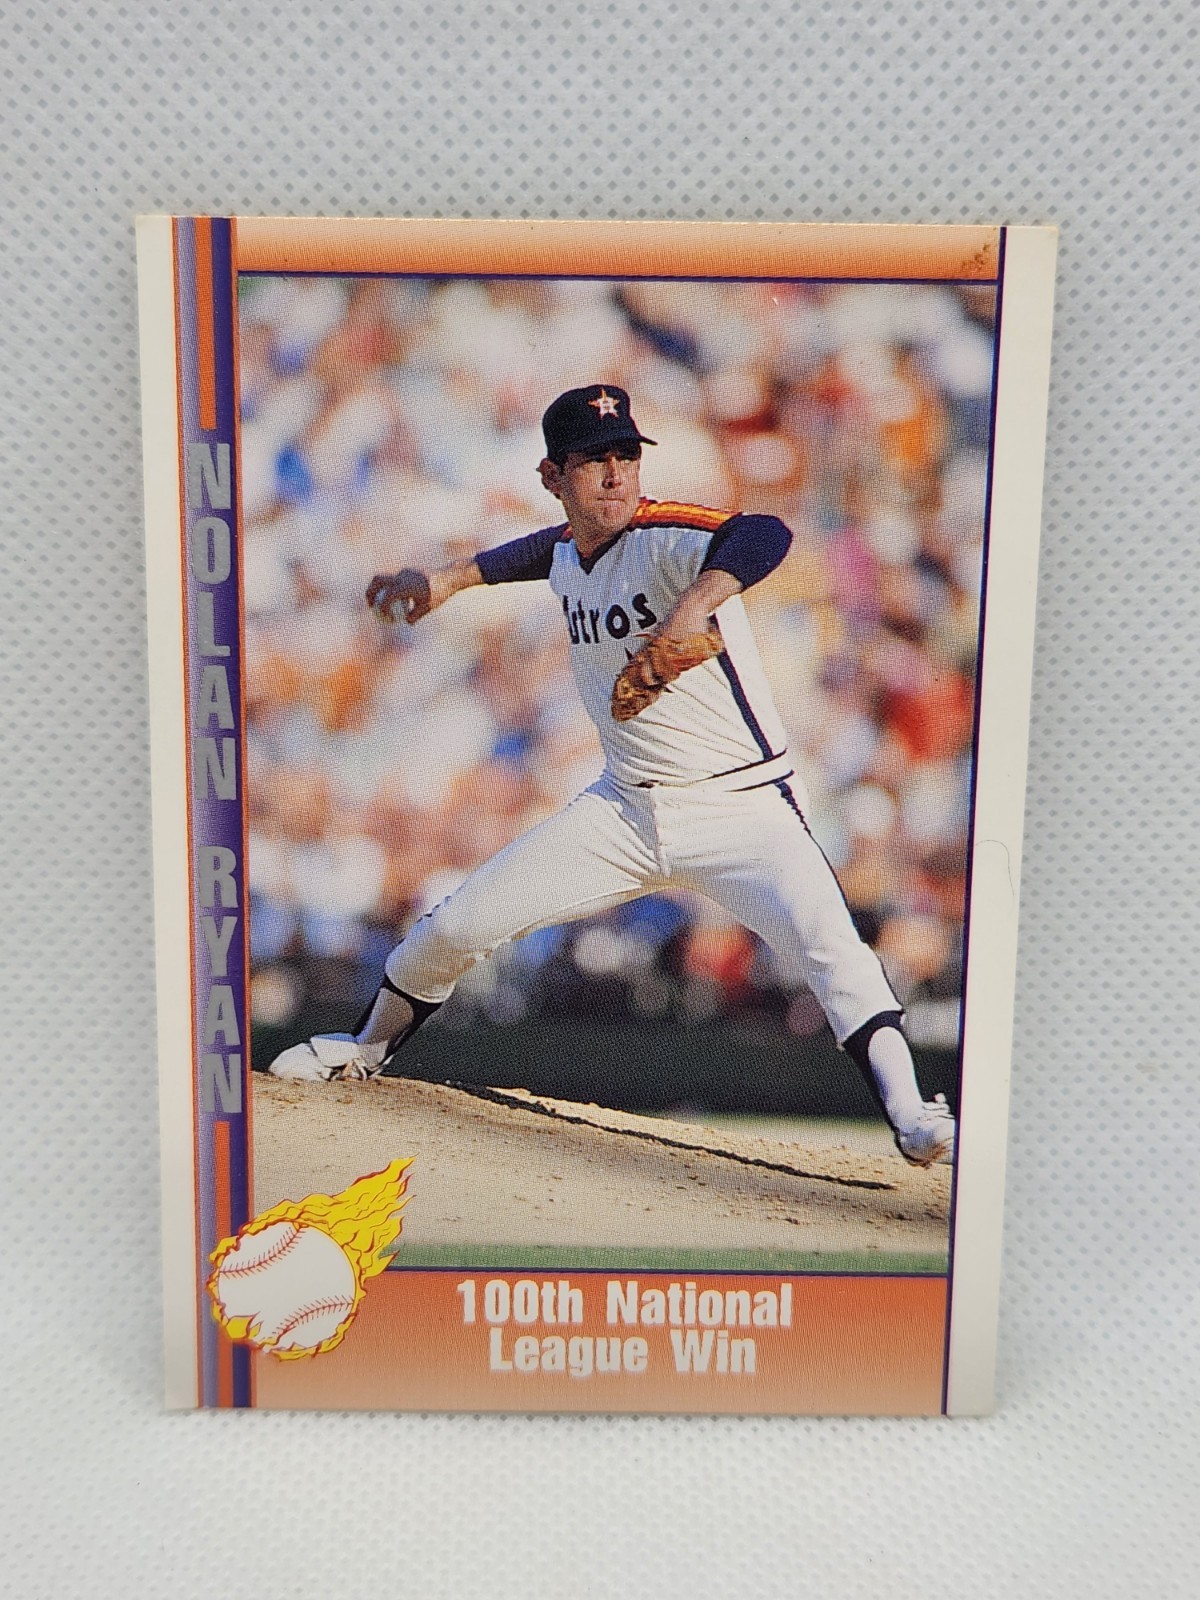 NOLAN RYAN
H
Astros
100th National
League Win